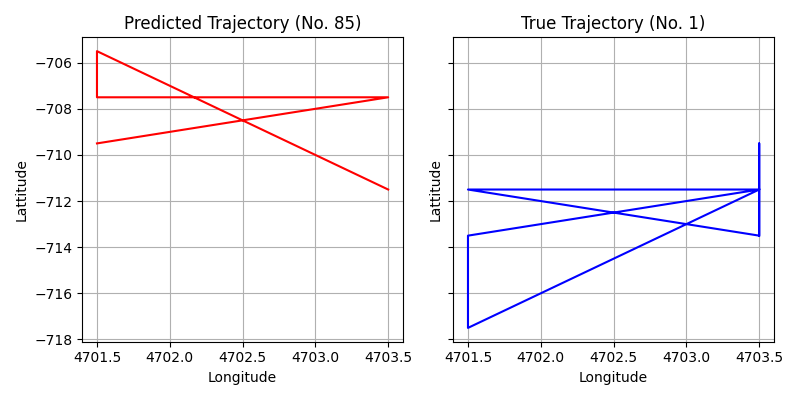 Predicted Trajectory (No. 85)
True Trajectory (No. 1)
Lattitude
−706
−708
−710
−712
−714
−716
−718
4701.5 4702.0 4702.5 4703.0 4703.5
Longitude
Lattitude
4701.5 4702.0 4702.5 4703.0 4703.5
Longitude